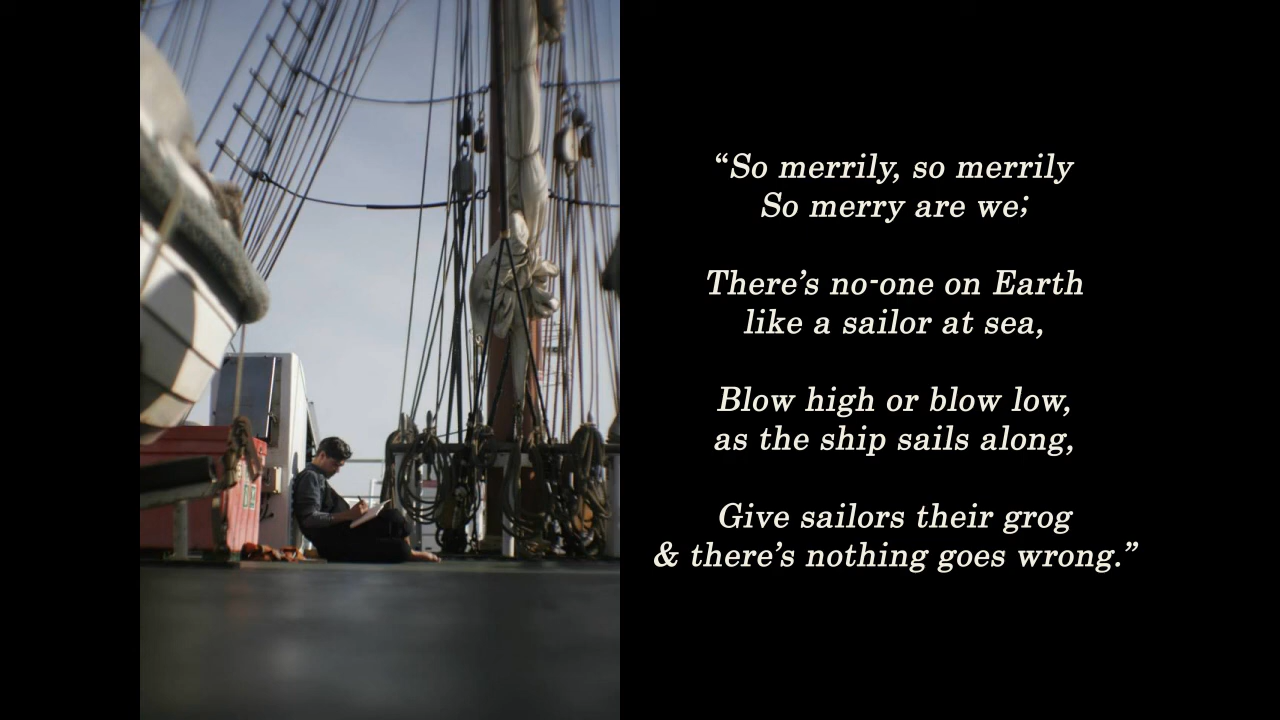 “So merrily, so merrily
So merry are we;
There’s no-one on Earth
like a sailor at sea,
Blow high or blow low,
as the ship sails along,
Give sailors their grog
& there’s nothing goes wrong.”